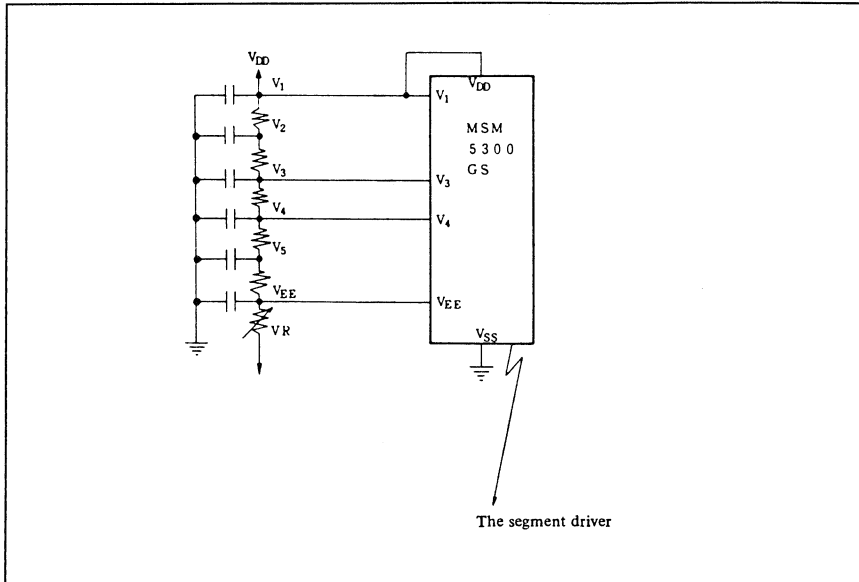 VDD
V1
V2
V3
V4
V5
VEE
VR
VDD
V1
MSM
5300
GS
V3
V4
VEE
VSS
The segment driver